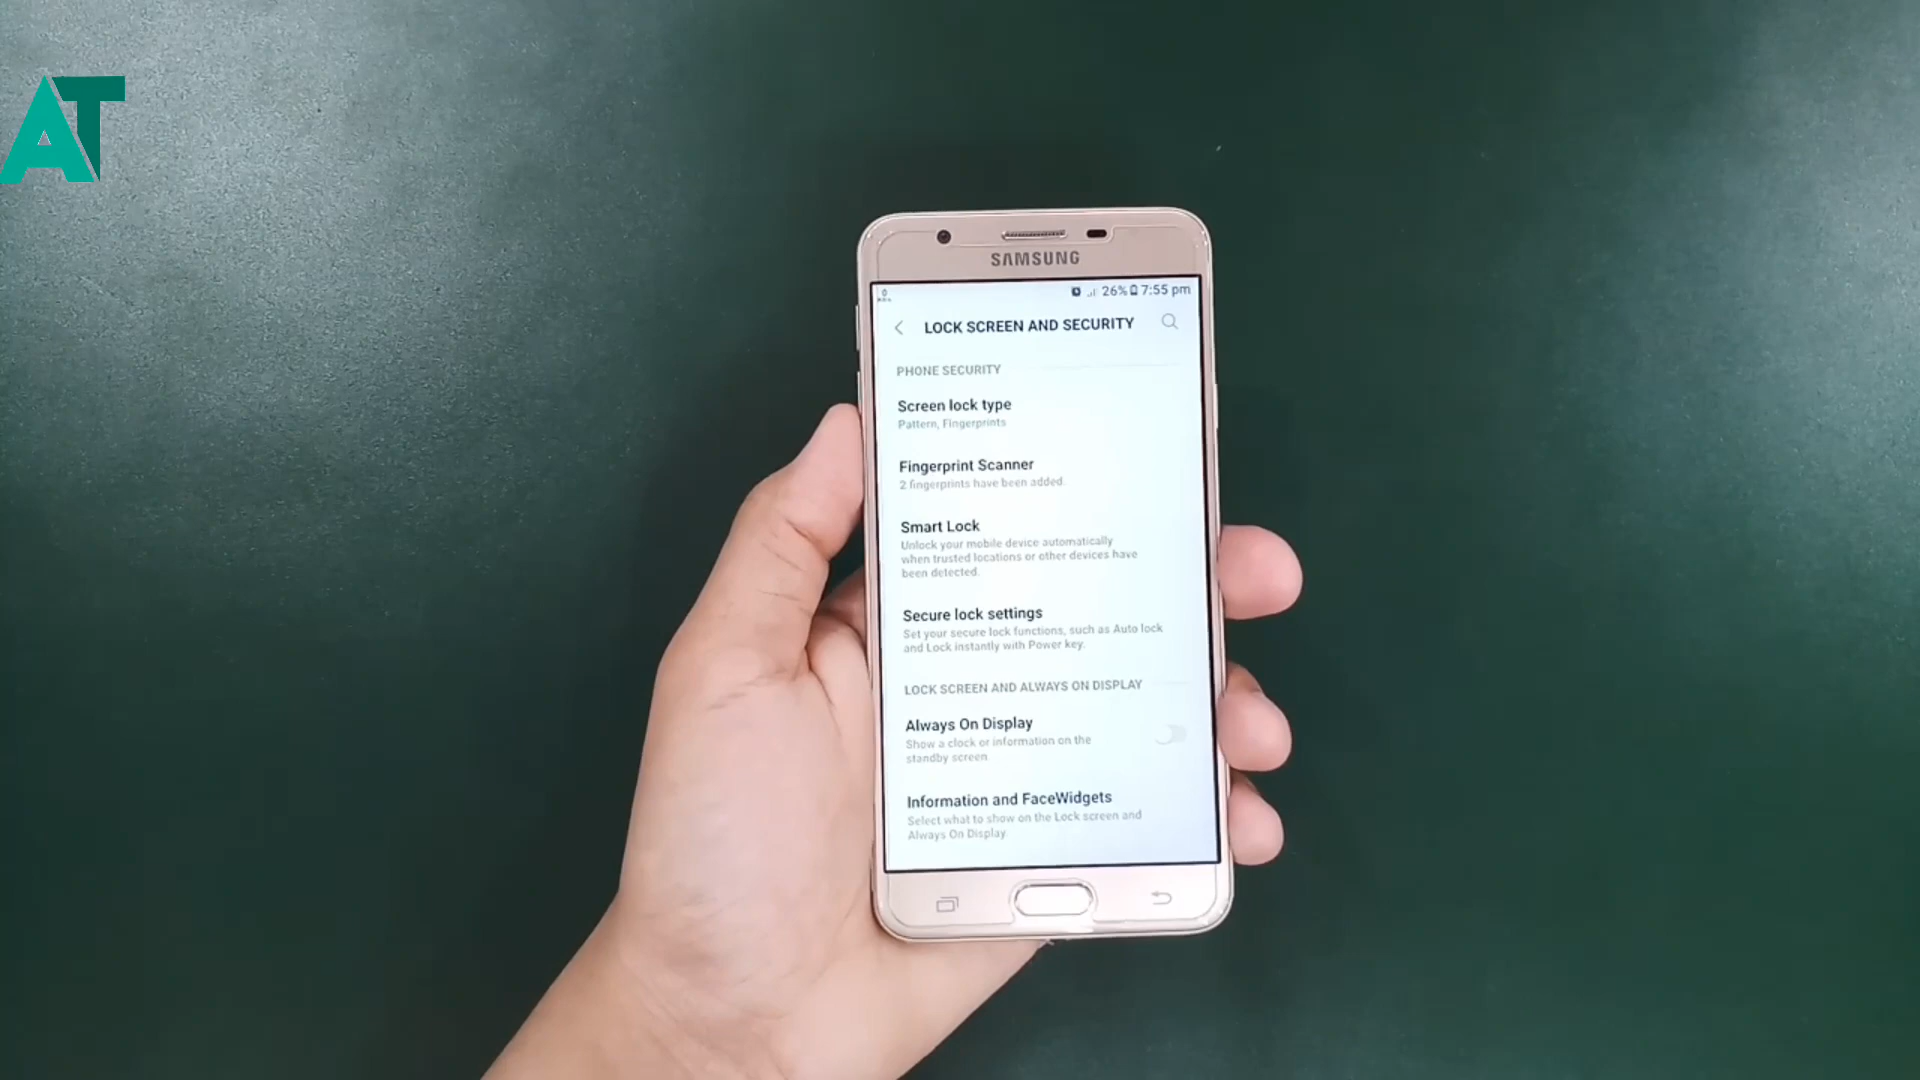 AT
SAMSUNG
26% 7:55 pm
LOCK SCREEN AND SECURITY
PHONE SECURITY
Screen lock type
Pattern, Fingerprints
Fingerprint Scanner
2 fingerprints have been added.
Smart Lock
Unlock your mobile device automatically
when trusted locations or other devices have
been detected.
Secure lock settings
Set your secure lock functions, such as Auto lock
and Lock instantly with Power key.
LOCK SCREEN AND ALWAYS ON DISPLAY
Always On Display
Show a clock or information on the
standby screen.
Information and FaceWidgets
Select what to show on the Lock screen and
Always On Display.